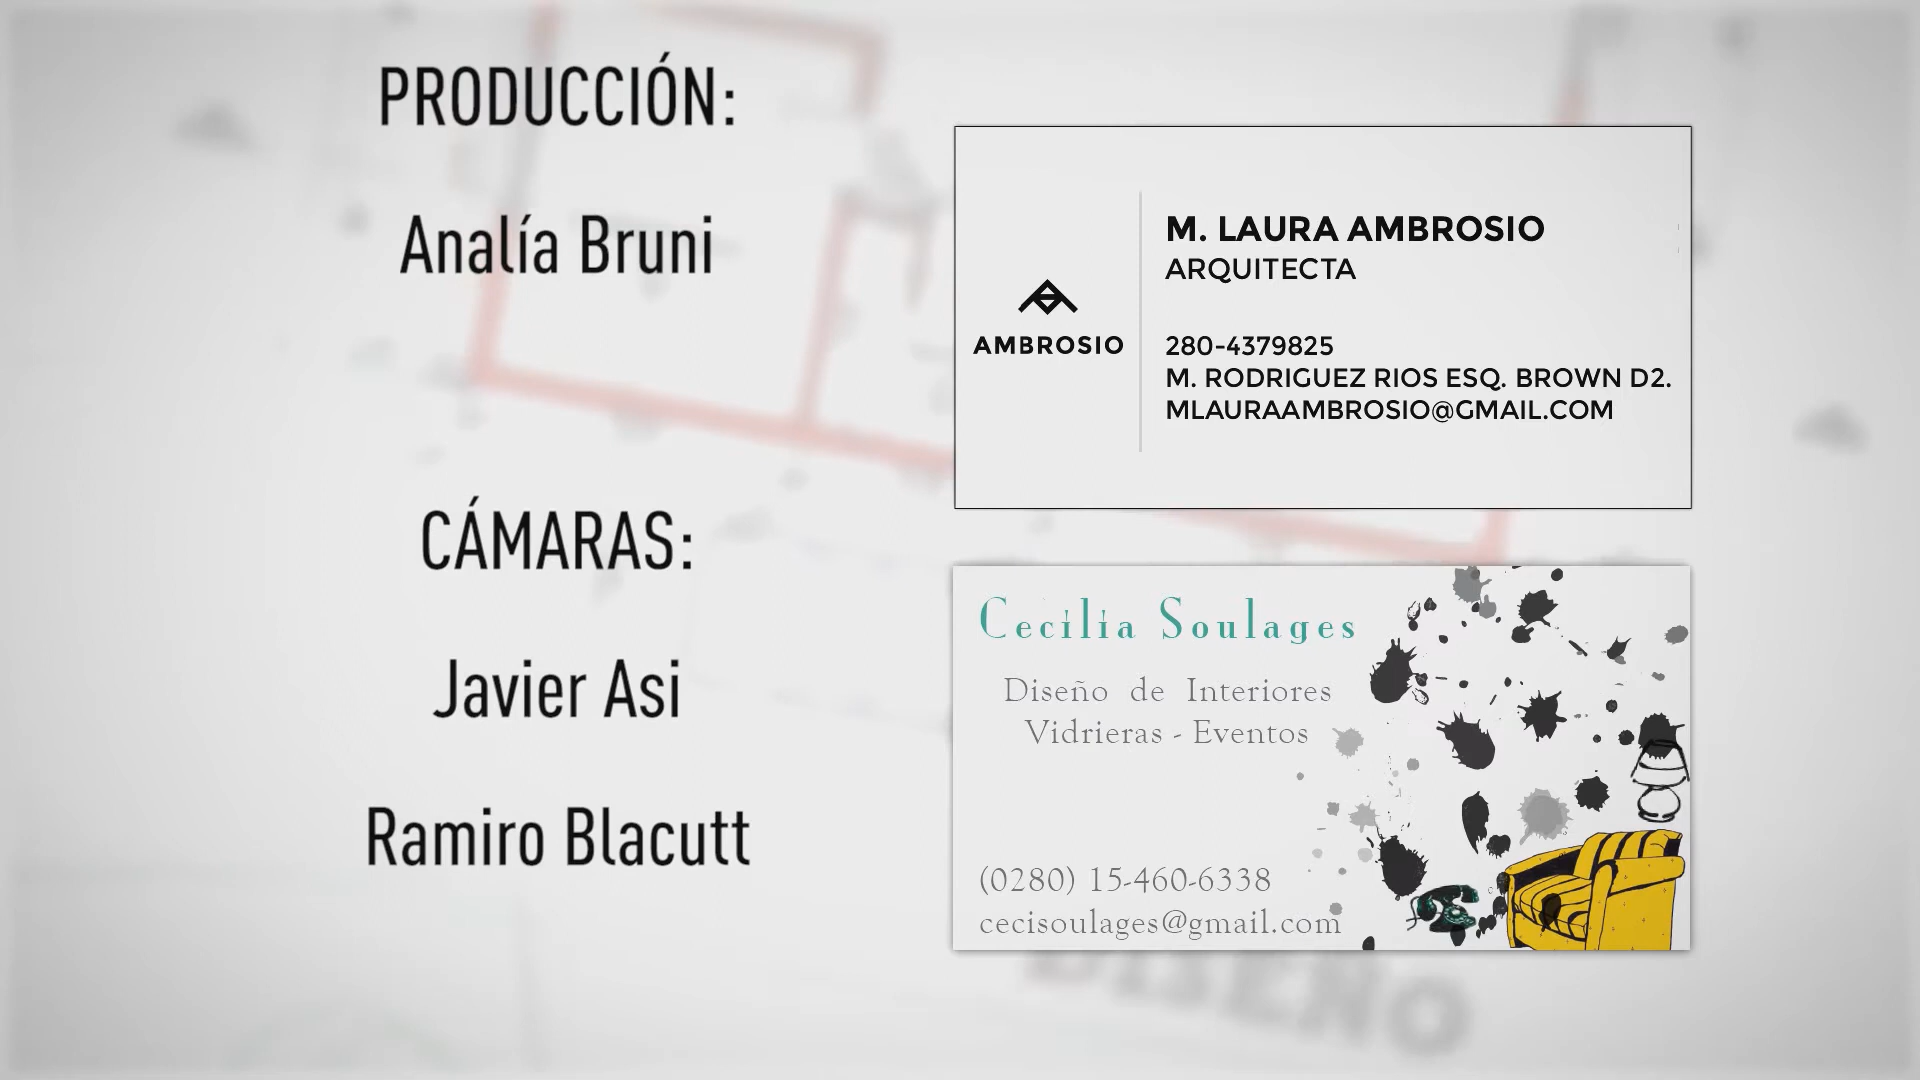 PRODUCCIÓN:
Analía Bruni
CÁMARAS:
Javier Asi
Ramiro Blacutt
AMBROSIO
M. LAURA AMBROSIO
ARQUITECTA
280-4379825
M. RODRIGUEZ RIOS ESQ. BROWN D2.
MLAURAAMBROSIO@GMAIL.COM
Cecilia Soulages
Diseño de Interiores
Vidrieras - Eventos
(0280) 15-460-6338
cecisoulages@gmail.com
DISEÑO